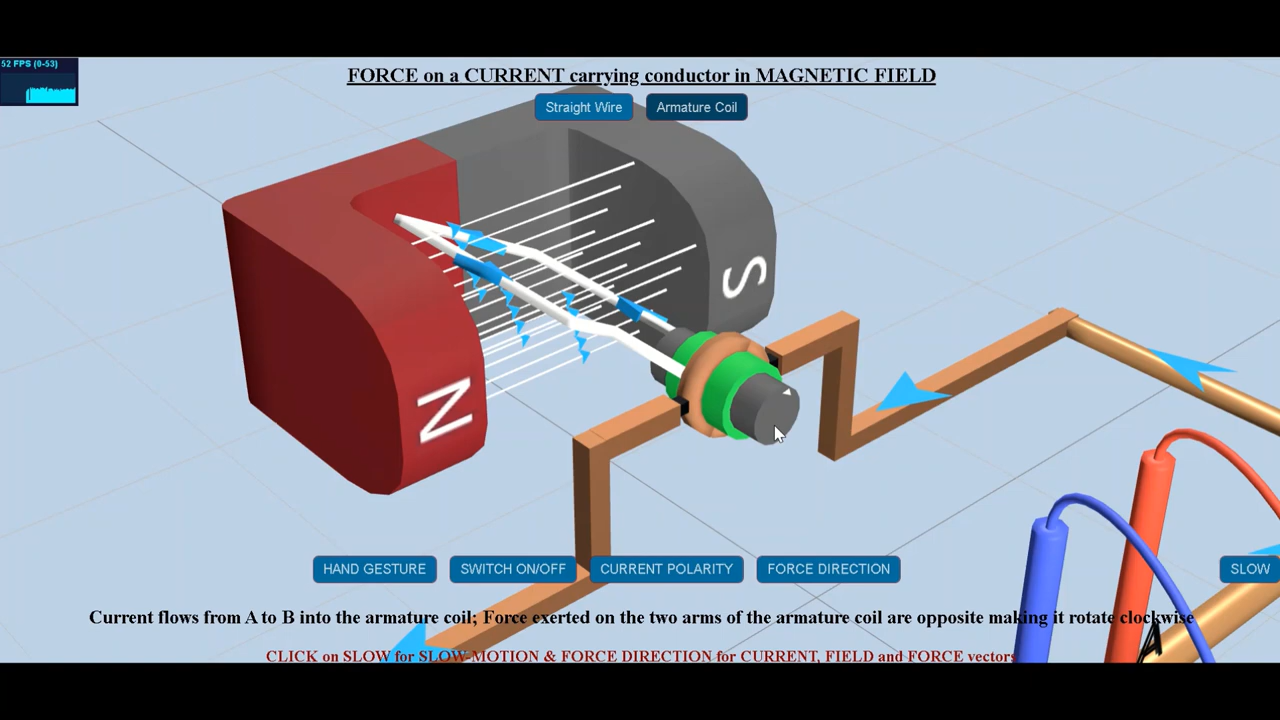 52 FPS (0-53)
FORCE on a CURRENT carrying conductor in MAGNETIC FIELD
Straight Wire
Armature Coil
S
N
HAND GESTURE
SWITCH ON/OFF
CURRENT POLARITY
FORCE DIRECTION
SLOW
Current flows from A to B into the armature coil; Force exerted on the two arms of the armature coil are opposite making it rotate clockwise
A
CLICK on SLOW for SLOW-MOTION & FORCE DIRECTION for CURRENT, FIELD and FORCE vectors